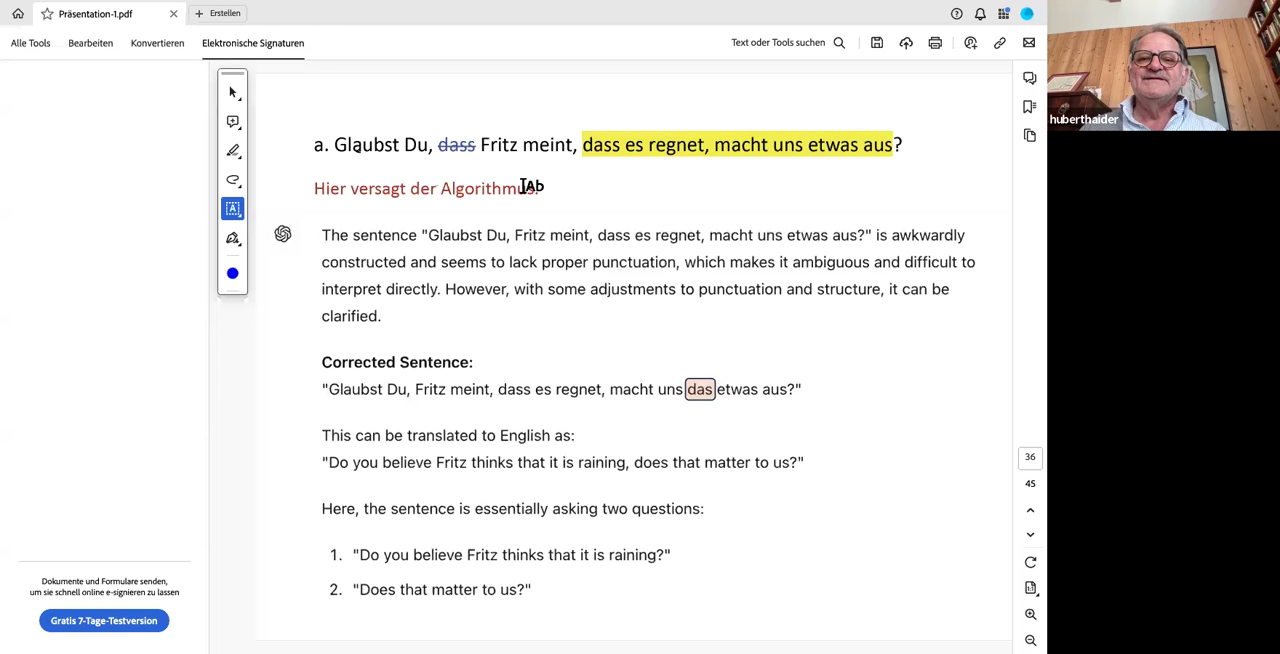 Präsentation-1.pdf
Erstellen
Alle Tools
Bearbeiten
Konvertieren
Elektronische Signaturen
Text oder Tools suchen
huberthaider
a. Glaubst Du, dass Fritz meint, dass es regnet, macht uns etwas aus?
Hier versagt der Algorithmus.
Ab
The sentence "Glaubst Du, Fritz meint, dass es regnet, macht uns etwas aus?" is awkwardly
constructed and seems to lack proper punctuation, which makes it ambiguous and difficult to
interpret directly. However, with some adjustments to punctuation and structure, it can be
clarified.
Corrected Sentence:
"Glaubst Du, Fritz meint, dass es regnet, macht uns das etwas aus?"
This can be translated to English as:
"Do you believe Fritz thinks that it is raining, does that matter to us?"
Here, the sentence is essentially asking two questions:
1. "Do you believe Fritz thinks that it is raining?"
2. "Does that matter to us?"
36
45
Dokumente und Formulare senden,
um sie schnell online e-signieren zu lassen
Gratis 7-Tage-Testversion